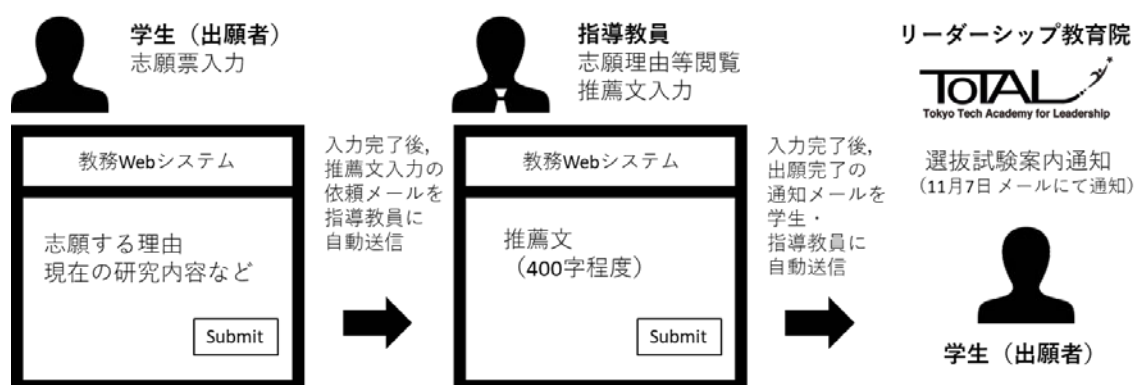 学生（出願者）
志願票入力
教務Webシステム
志願する理由
現在の研究内容など
Submit
入力完了後,
推薦文入力の
依頼メールを
指導教員に
自動送信
指導教員
志願理由等閲覧
推薦文入力
教務Webシステム
推薦文
（400字程度）
Submit
入力完了後,
出願完了の
通知メールを
学生・
指導教員に
自動送信
リーダーシップ教育院
ToTAL
Tokyo Tech Academy for Leadership
選抜試験案内通知
（11月7日 メールにて通知）
学生（出願者）